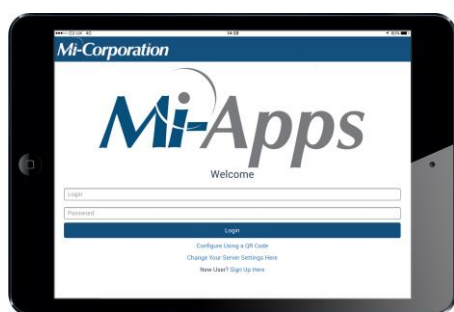 Mi-Corporation
Mi-Apps
Welcome
Login
Password
Login
Configure Using a QR Code
Change Your Server Settings Here
New User? Sign Up Here